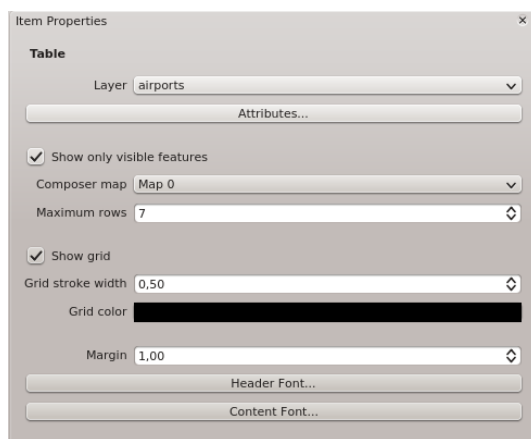 Item Properties
Table
Layer airports
Attributes...
Show only visible features
Composer map Map 0
Maximum rows 7
Show grid
Grid stroke width 0,50
Grid color
Margin 1,00
Header Font...
Content Font...